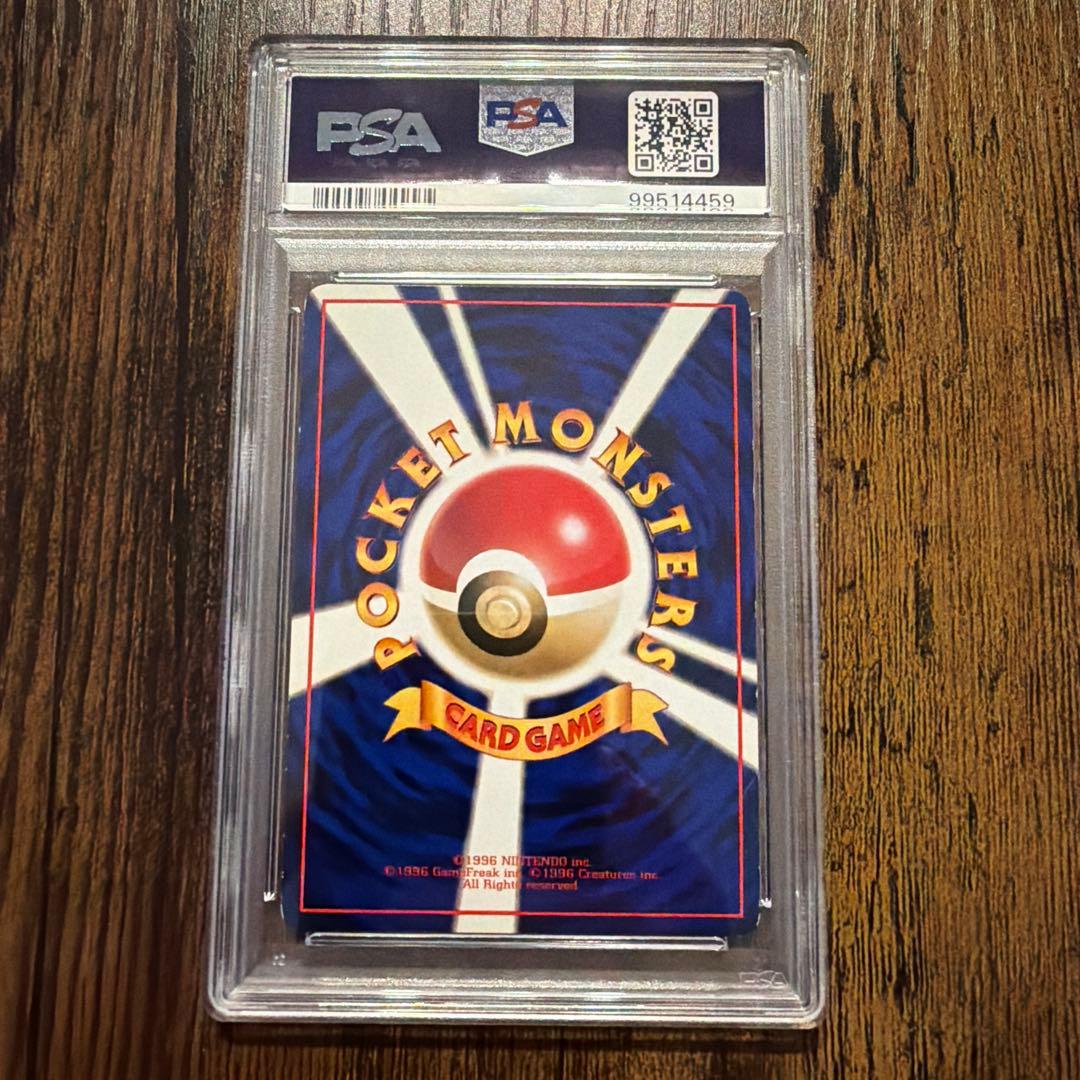 PSA
PSA
99514459
POCKET MONSTERS
CARD GAME
©1996 NINTENDO inc.
©1996 GameFreak inc. ©1996 Creatures inc.
All Rights reserved
PSA